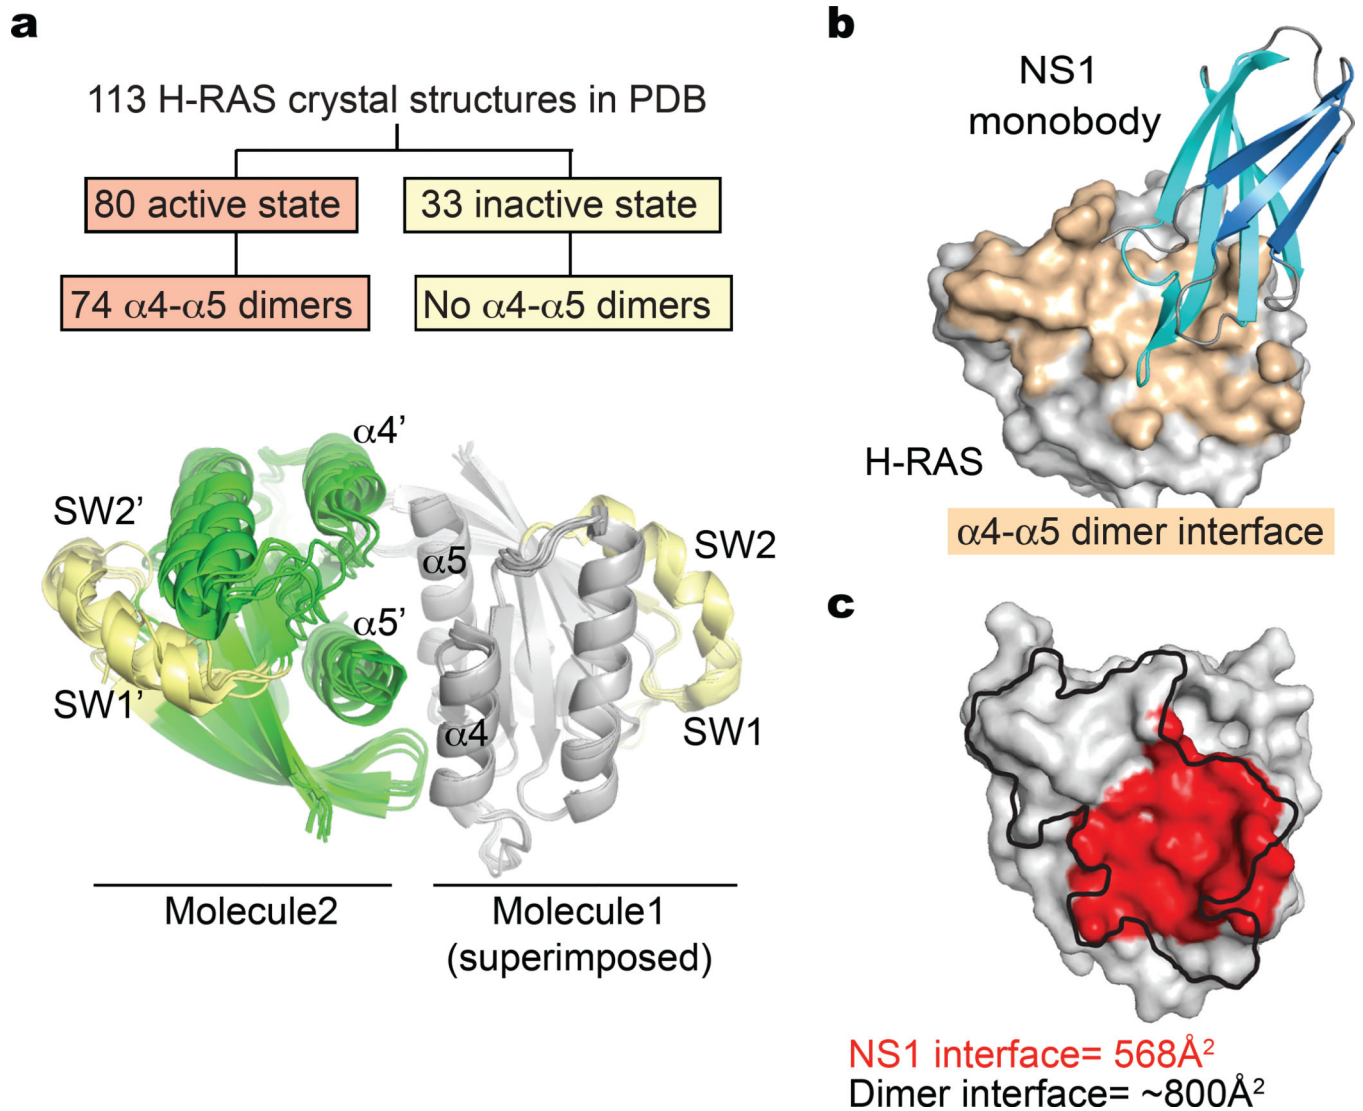 a
113 H-RAS crystal structures in PDB
80 active state
33 inactive state
74 α4-α5 dimers
No α4-α5 dimers
α4’
SW2’
α5
SW2
α5’
SW1’
α4
SW1
Molecule2
Molecule1
(superimposed)
b
NS1
monobody
H-RAS
α4-α5 dimer interface
c
NS1 interface= 568Å²
Dimer interface= ~800Å²